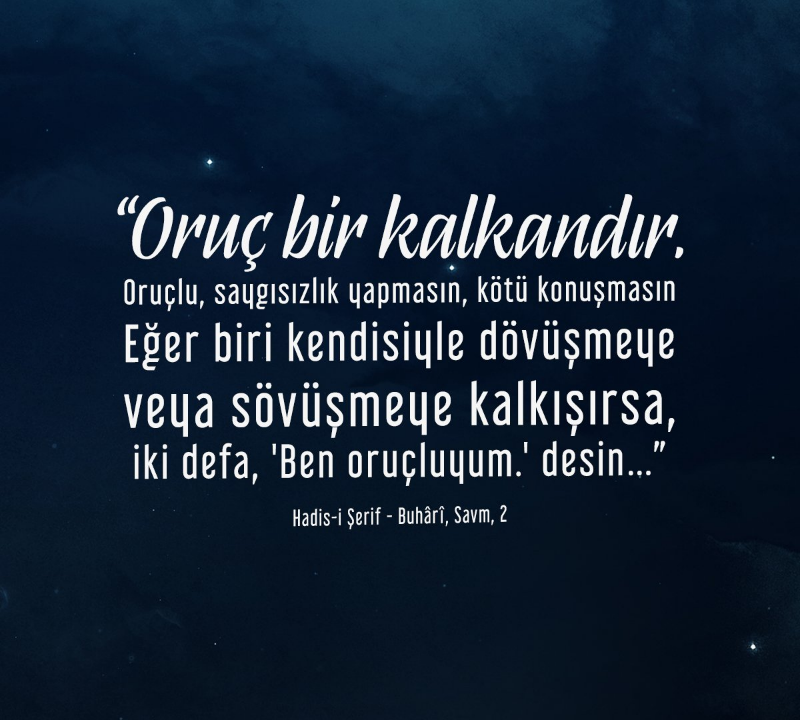 “Oruç bir kalkandır.
Oruçlu, saygısızlık yapmasın, kötü konuşmasın
Eğer biri kendisiyle dövüşmeye
veya sövüşmeye kalkışırsa,
iki defa, 'Ben oruçluyum.' desin...”
Hadis-i Şerif - Buhârî, Savm, 2